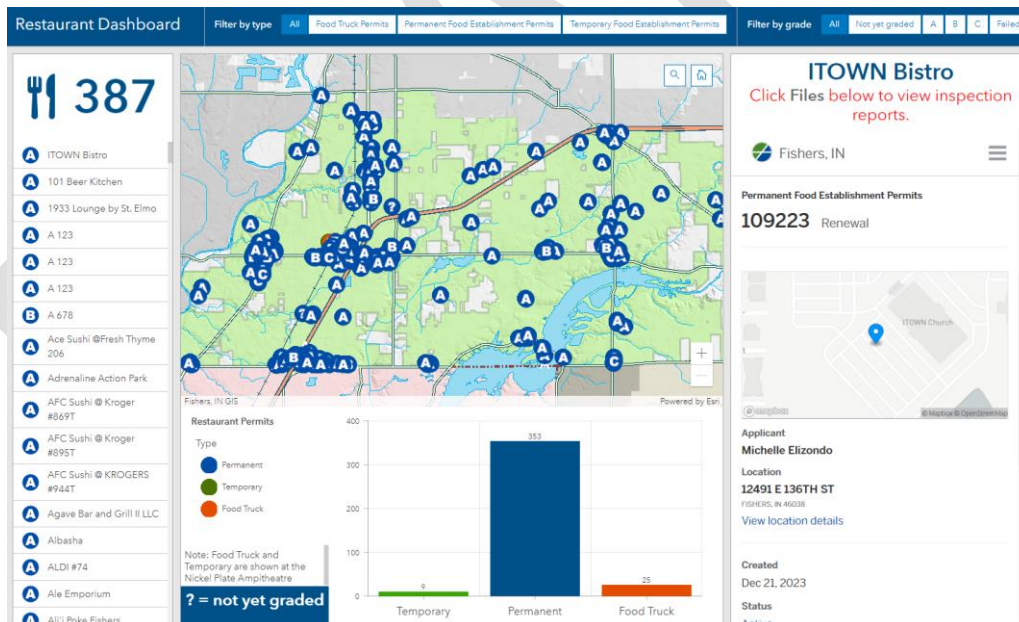 Restaurant Dashboard
Filter by type
All
Food Truck Permits
Permanent Food Establishment Permits
Temporary Food Establishment Permits
Filter by grade
All
Not yet graded
A
B
C
Failed
387
A ITOWN Bistro
A 101 Beer Kitchen
A 1933 Lounge by St. Elmo
A A 123
A A 123
A A 123
B A 678
A Ace Sushi @Fresh Thyme
206
A Adrenaline Action Park
A AFC Sushi @ Kroger
#869T
A AFC Sushi @ Kroger
#895T
A AFC Sushi @ KROGERS
#944T
A Agave Bar and Grill II LLC
A Albasha
A ALDI #74
A Ale Emporium
A Ali'i Poke Fishers
Fishers, IN GIS
Powered by Esri
Restaurant Permits
Type
Permanent
Temporary
Food Truck
Note: Food Truck and
Temporary are shown at the
Nickel Plate Ampitheatre
? = not yet graded
400
300
200
100
0
9
353
25
Temporary
Permanent
Food Truck
ITOWN Bistro
Click Files below to view inspection
reports.
Fishers, IN
Permanent Food Establishment Permits
109223 Renewal
ITOWN Church
mapbox
© Mapbox © OpenStreetMap
Applicant
Michelle Elizondo
Location
12491 E 136TH ST
FISHERS, IN 46038
View location details
Created
Dec 21, 2023
Status
Active